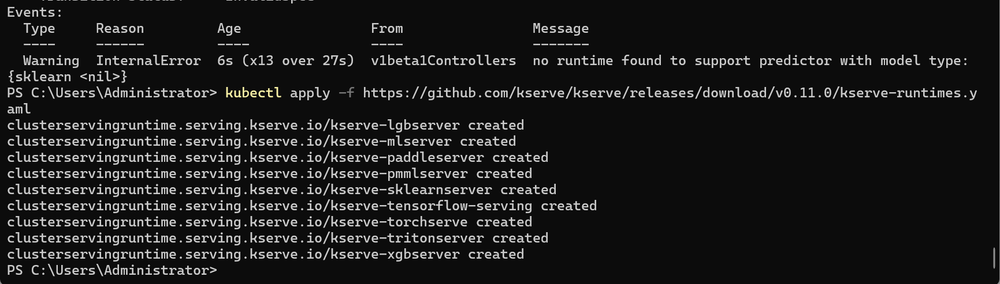 Events:
  Type     Reason         Age                From               Message
  ----     ------         ----               ----               -------
  Warning  InternalError  6s (x13 over 27s)  v1beta1Controllers  no runtime found to support predictor with model type:
{sklearn <nil>}
PS C:\Users\Administrator> kubectl apply -f https://github.com/kserve/kserve/releases/download/v0.11.0/kserve-runtimes.y
aml
clusterservingruntime.serving.kserve.io/kserve-lgbserver created
clusterservingruntime.serving.kserve.io/kserve-mlserver created
clusterservingruntime.serving.kserve.io/kserve-paddleserver created
clusterservingruntime.serving.kserve.io/kserve-pmmlserver created
clusterservingruntime.serving.kserve.io/kserve-sklearnserver created
clusterservingruntime.serving.kserve.io/kserve-tensorflow-serving created
clusterservingruntime.serving.kserve.io/kserve-torchserve created
clusterservingruntime.serving.kserve.io/kserve-tritonserver created
clusterservingruntime.serving.kserve.io/kserve-xgbserver created
PS C:\Users\Administrator>